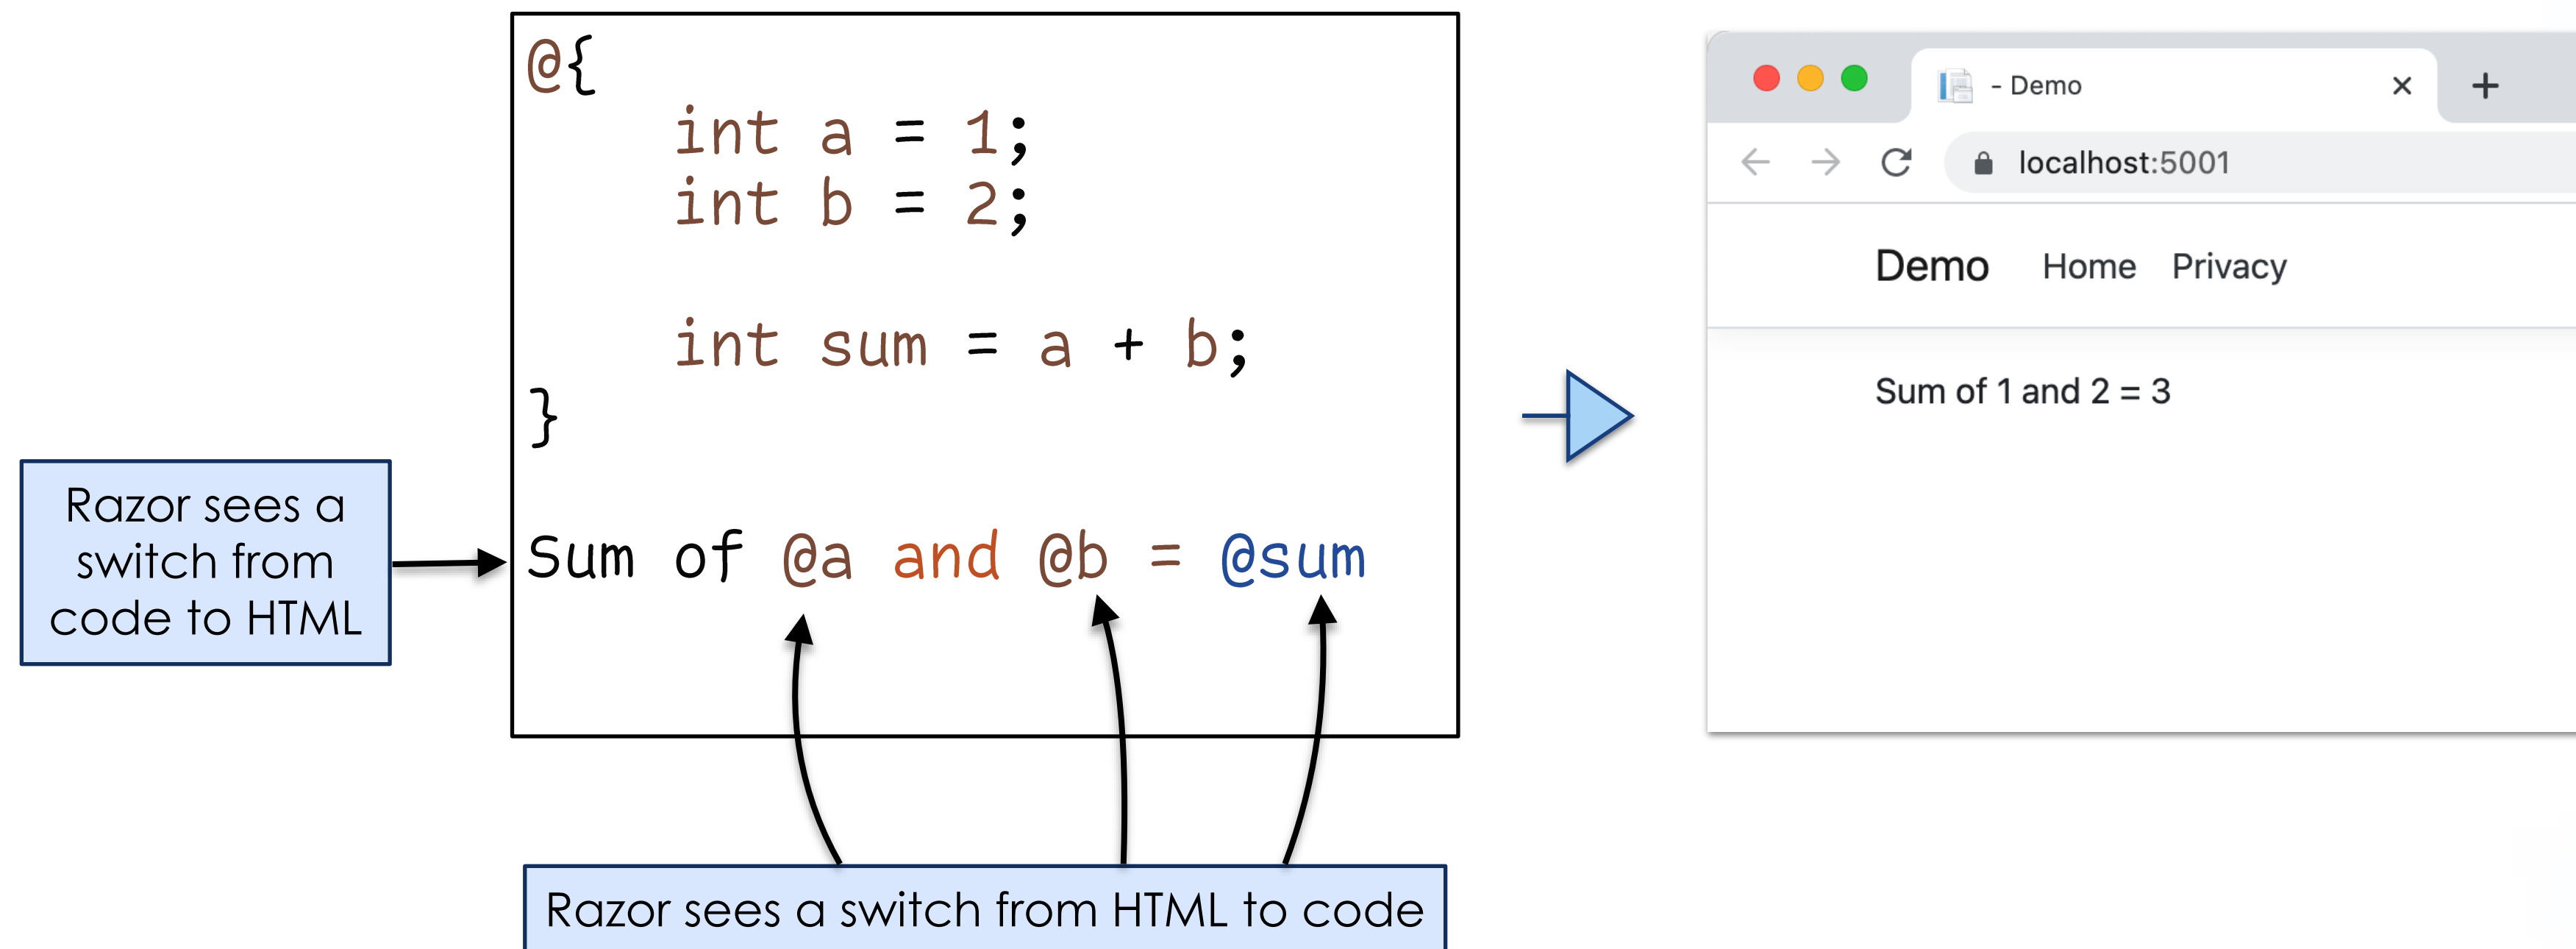 @{
int a = 1;
int b = 2;
int sum = a + b;
}
Sum of @a and @b = @sum
Razor sees a
switch from
code to HTML
Razor sees a switch from HTML to code
- Demo
localhost:5001
Demo Home Privacy
Sum of 1 and 2 = 3